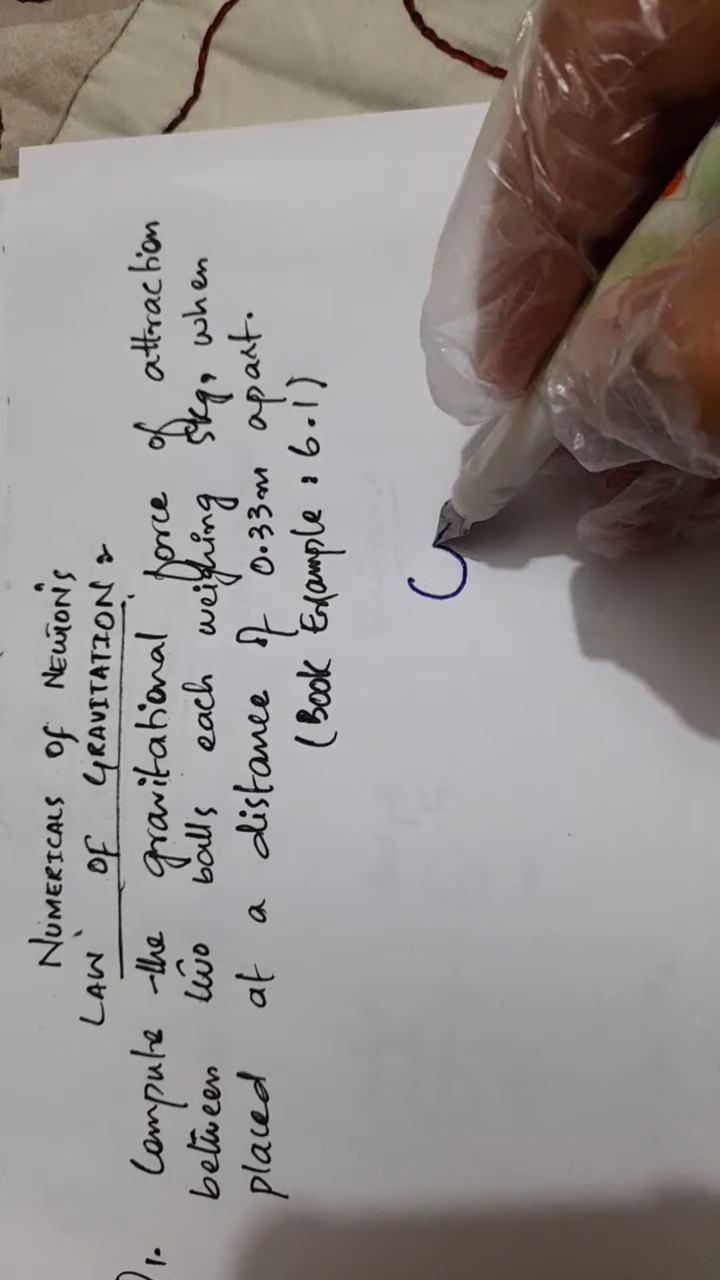 NUMERICALS OF NEWTON'S
LAW OF GRAVITATION:
1. Compute the gravitational force of attraction
between two balls each weighing 5kg, when
placed at a distance of 0.33m apart.
(Book Example : 6.1)